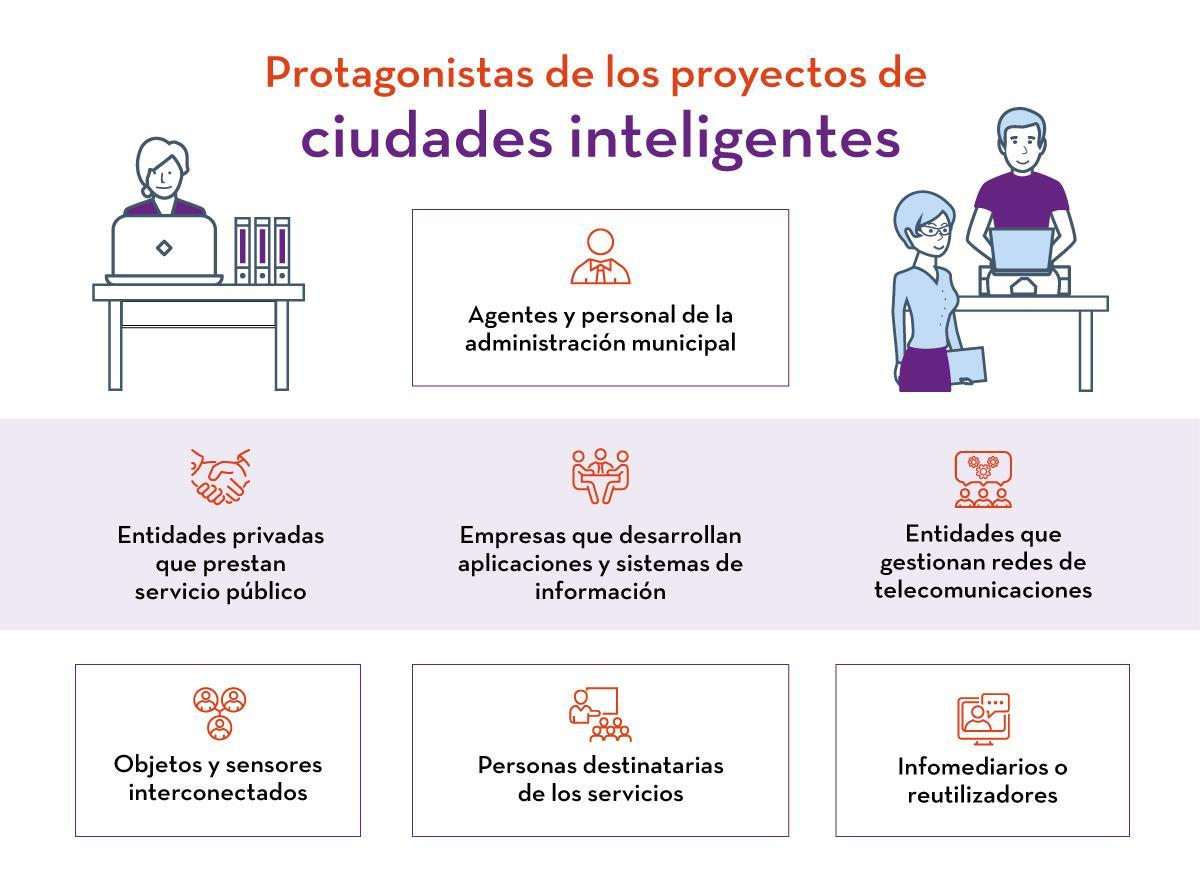 Protagonistas de los proyectos de
ciudades inteligentes
Agentes y personal de la
administración municipal
Entidades privadas
que prestan
servicio público
Empresas que desarrollan
aplicaciones y sistemas de
información
Entidades que
gestionan redes de
telecomunicaciones
Objetos y sensores
interconectados
Personas destinatarias
de los servicios
Infomediarios o
reutilizadores